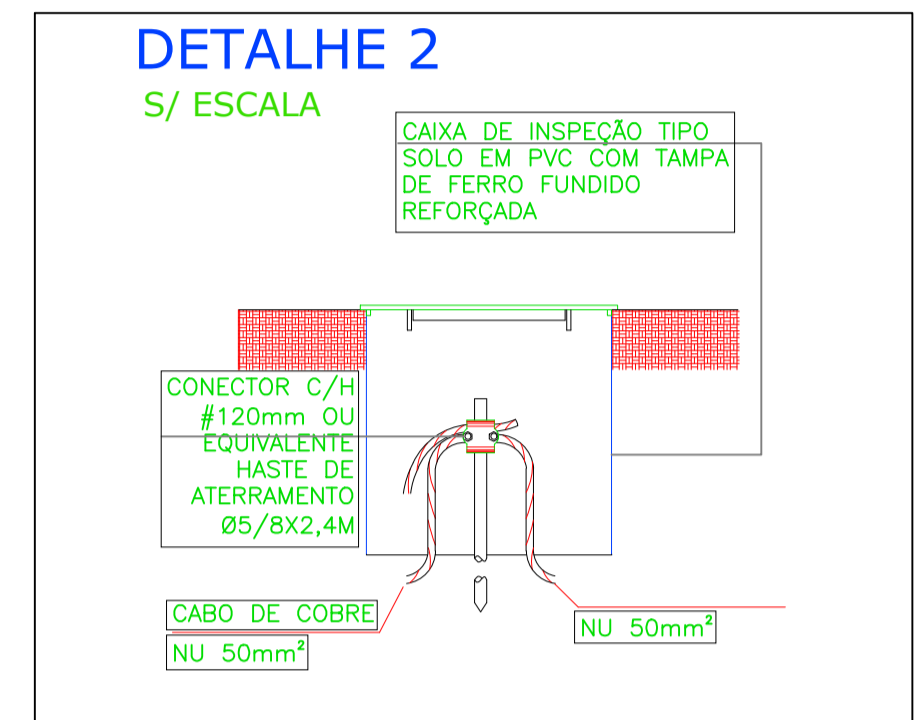 DETALHE 2
S/ ESCALA
CAIXA DE INSPEÇÃO TIPO
SOLO EM PVC COM TAMPA
DE FERRO FUNDIDO
REFORÇADA
CONECTOR C/H
#120mm OU
EQUIVALENTE
HASTE DE
ATERRAMENTO
Ø5/8X2,4M
CABO DE COBRE
NU 50mm²
NU 50mm²